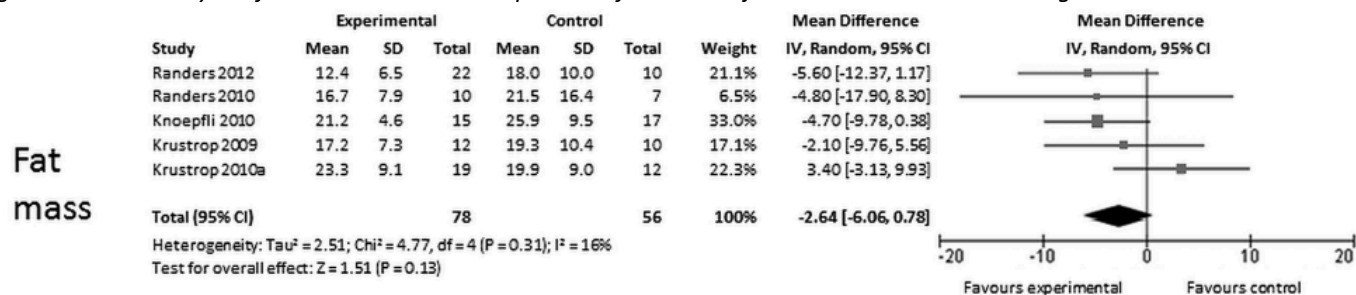 Experimental Control Mean Difference Mean Difference
Study Mean SD Total Mean SD Total Weight IV, Random, 95% CI IV, Random, 95% CI
Randers 2012 12.4 6.5 22 18.0 10.0 10 21.1% -5.60 [-12.37, 1.17]
Randers 2010 16.7 7.9 10 21.5 16.4 7 6.5% -4.80 [-17.90, 8.30]
Knoepfli 2010 21.2 4.6 15 25.9 9.5 17 33.0% -4.70 [-9.78, 0.38]
Krustrop 2009 17.2 7.3 12 19.3 10.4 10 17.1% -2.10 [-9.76, 5.56]
Krustrop 2010a 23.3 9.1 19 19.9 9.0 12 22.3% 3.40 [-3.13, 9.93]
Fat
mass
Total (95% CI) 78 56 100% -2.64 [-6.06, 0.78]
Heterogeneity: Tau² = 2.51; Chi² = 4.77, df = 4 (P = 0.31); I² = 16%
Test for overall effect: Z = 1.51 (P = 0.13)
-20 -10 0 10 20
Favours experimental Favours control